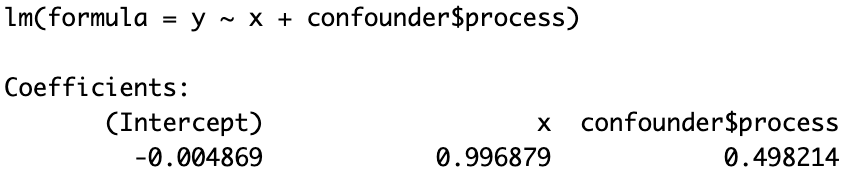 lm(formula = y ~ x + confounder$process)
Coefficients:
(Intercept) x confounder$process
-0.004869 0.996879 0.498214